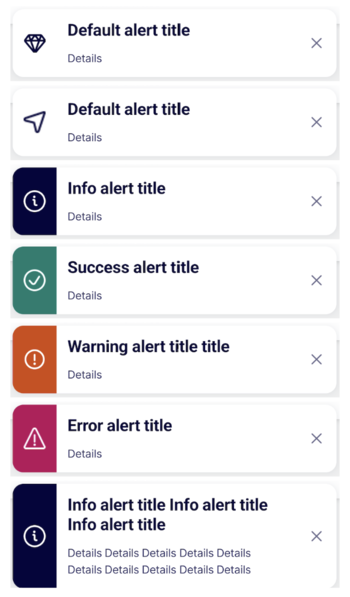 Default alert title
Details
Default alert title
Details
Info alert title
Details
Success alert title
Details
Warning alert title title
Details
Error alert title
Details
Info alert title Info alert title
Info alert title
Details Details Details Details Details
Details Details Details Details Details